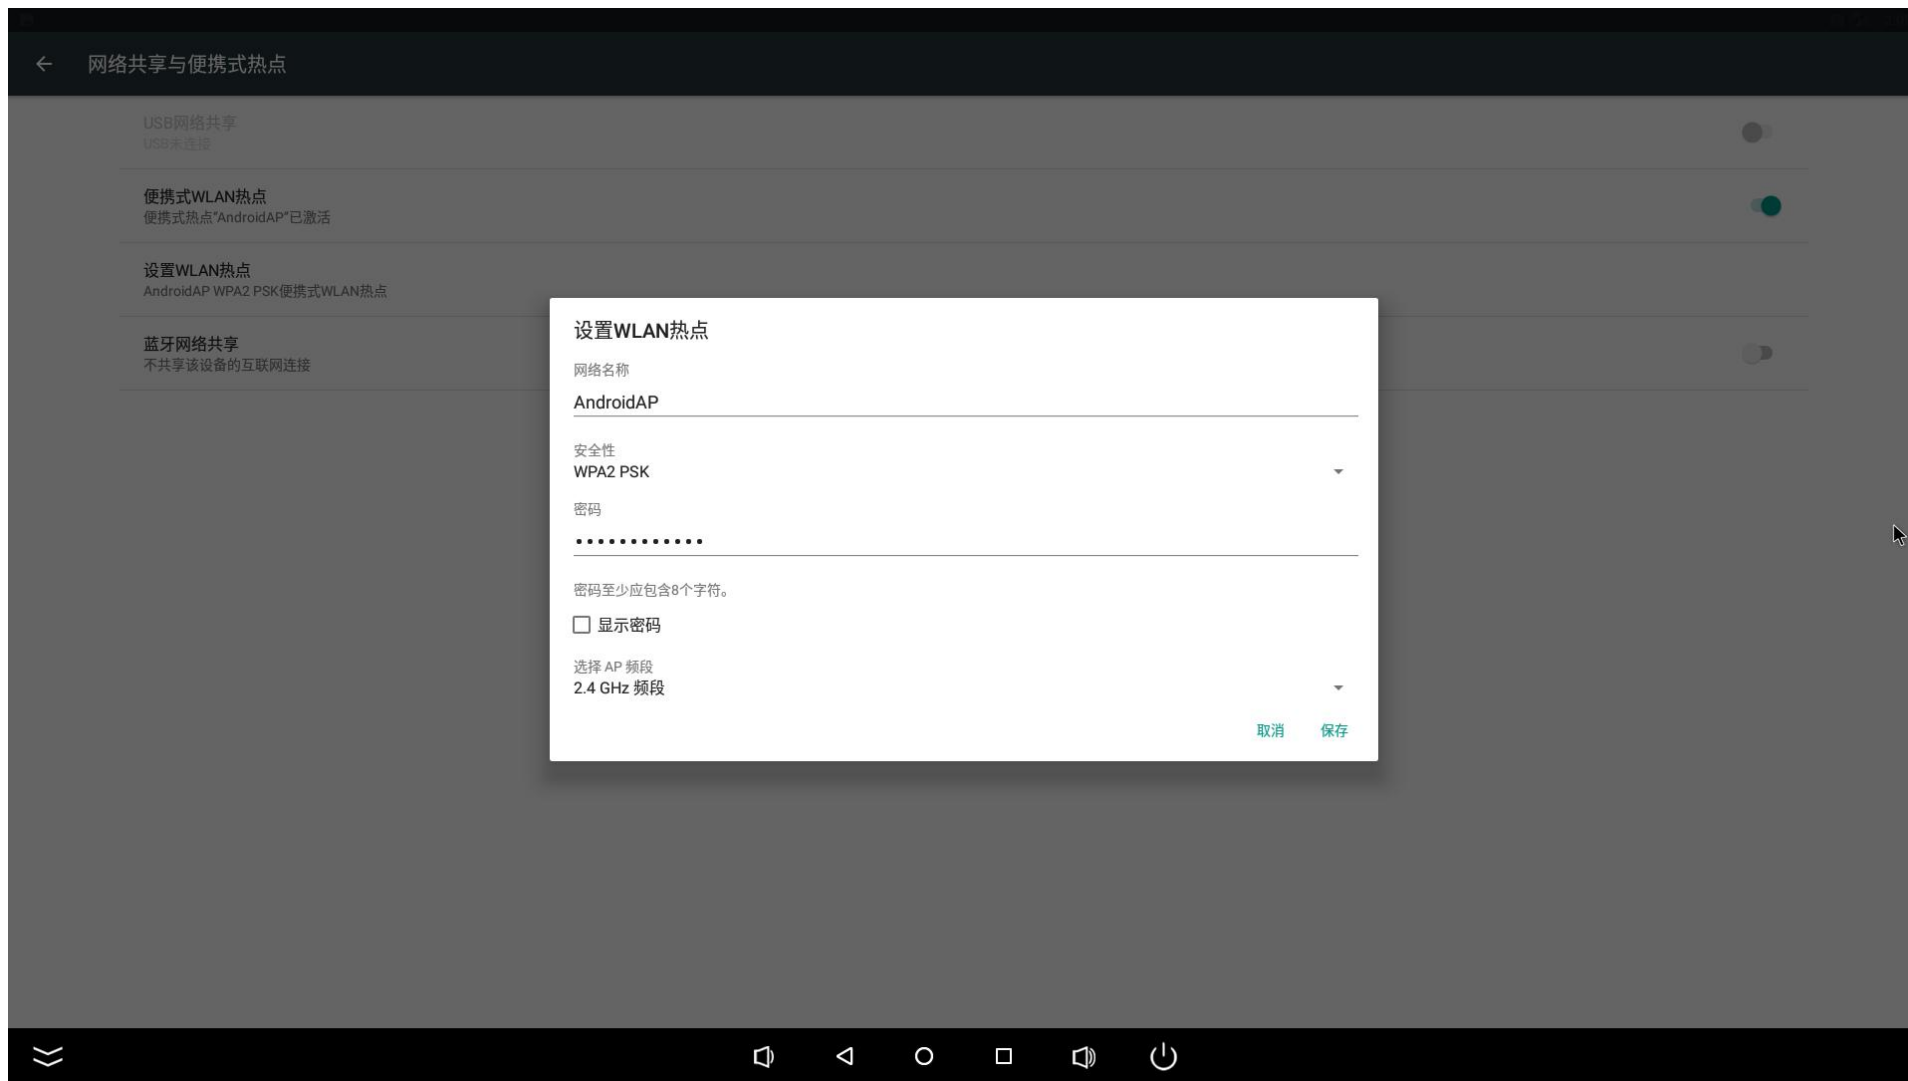 网络共享与便携式热点
USB网络共享
USB未连接
便携式WLAN热点
便携式热点"AndroidAP"已激活
设置WLAN热点
AndroidAP WPA2 PSK便携式WLAN热点
蓝牙网络共享
不共享该设备的互联网连接
设置WLAN热点
网络名称
AndroidAP
安全性
WPA2 PSK
密码
••••••••••••
密码至少应包含8个字符。
显示密码
选择 AP 频段
2.4 GHz 频段
取消 保存